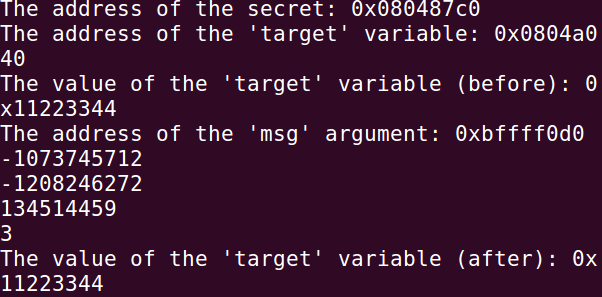 The address of the secret: 0x080487c0
The address of the 'target' variable: 0x0804a0
40
The value of the 'target' variable (before): 0
x11223344
The address of the 'msg' argument: 0xbffff0d0
-1073745712
-1208246272
134514459
3
The value of the 'target' variable (after): 0x
11223344